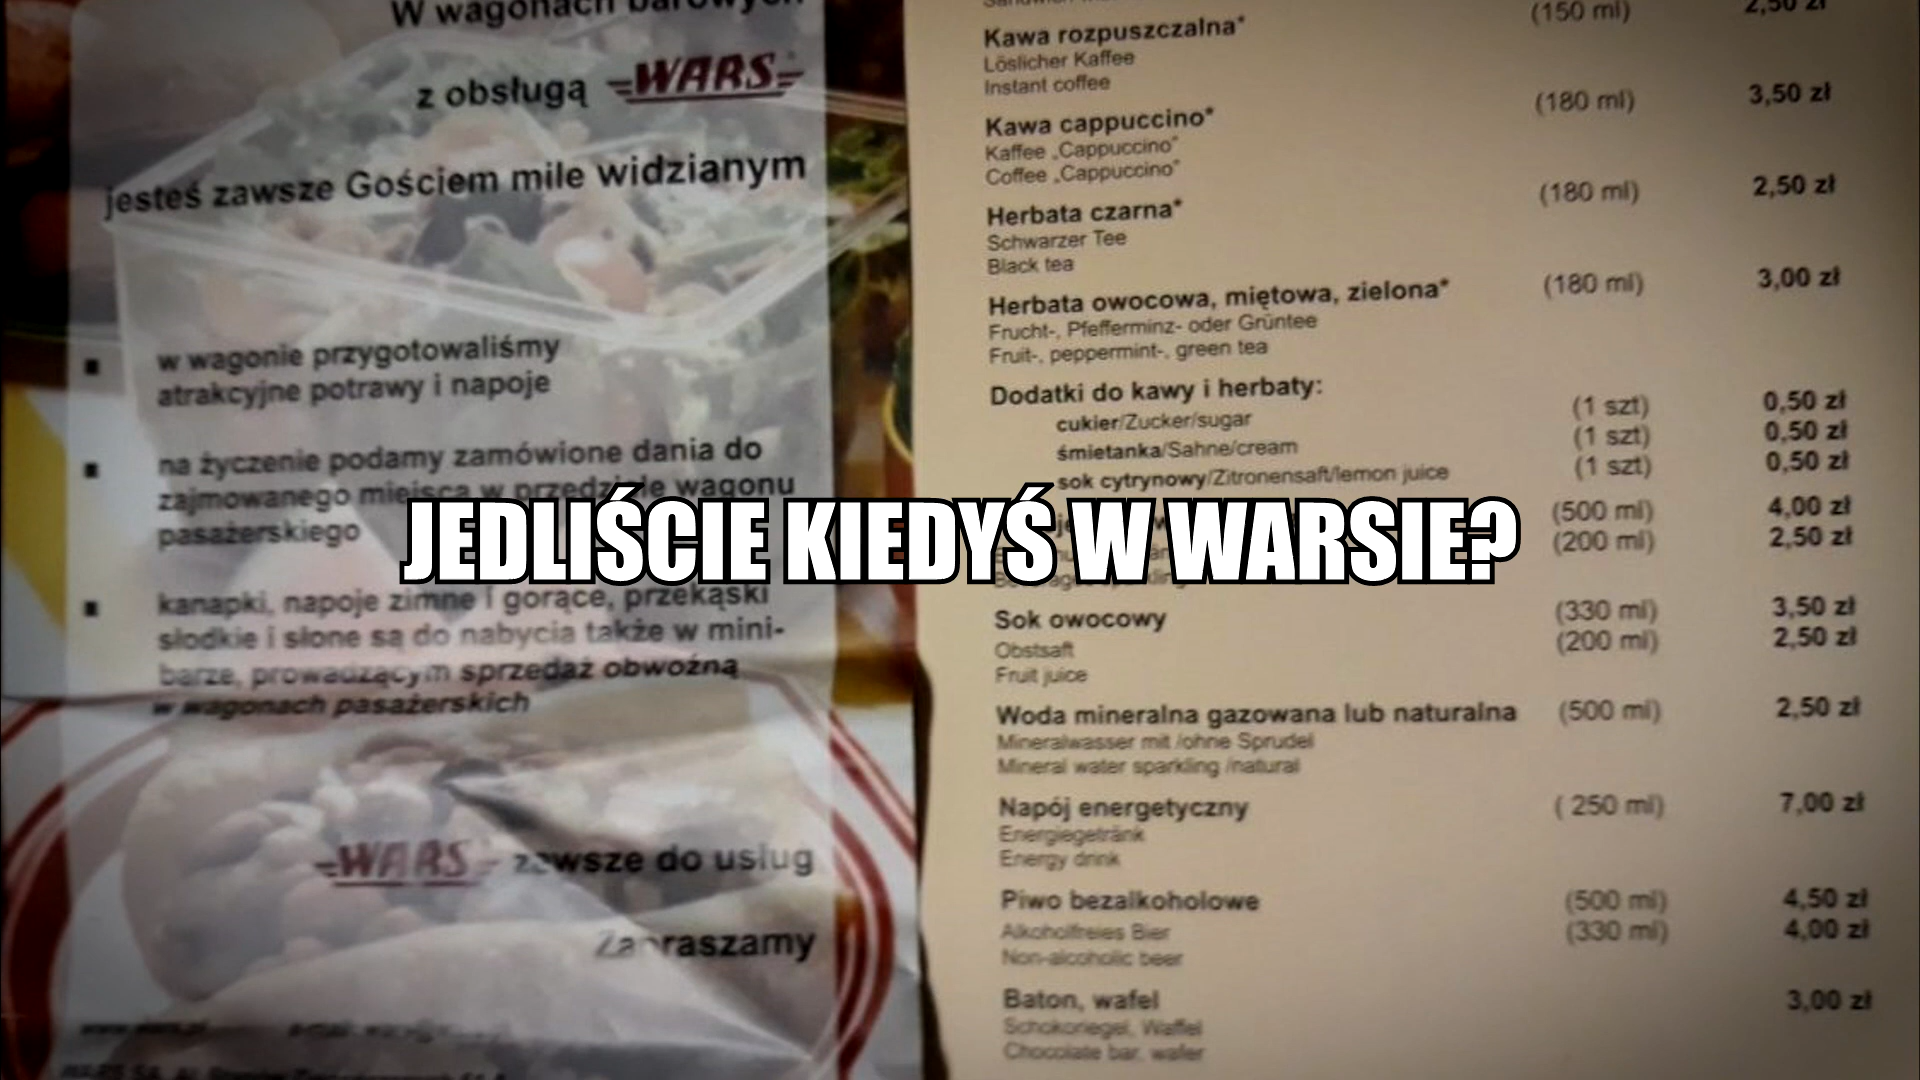 W wagonach barowych
z obsługą WARS
jesteś zawsze Gościem mile widzianym
w wagonie przygotowaliśmy
atrakcyjne potrawy i napoje
na życzenie podamy zamówione dania do
zajmowanego miejsca w przedziale wagonu
pasażerskiego
kanapki, napoje zimne i gorące, przekąski
słodkie i słone są do nabycia także w mini-
barze, prowadzącym sprzedaż obwoźną
w wagonach pasażerskich
WARS zawsze do usług
Zapraszamy
(150 ml) 2,50 zł
Kawa rozpuszczalna*
Löslicher Kaffee
Instant coffee
(180 ml) 3,50 zł
Kawa cappuccino*
Kaffee „Cappuccino"
Coffee „Cappuccino"
(180 ml) 2,50 zł
Herbata czarna*
Schwarzer Tee
Black tea
(180 ml) 3,00 zł
Herbata owocowa, miętowa, zielona*
Frucht-, Pfefferminz- oder Grüntee
Fruit-, peppermint-, green tea
Dodatki do kawy i herbaty:
cukier/Zucker/sugar (1 szt) 0,50 zł
śmietanka/Sahne/cream (1 szt) 0,50 zł
sok cytrynowy/Zitronensaft/lemon juice (1 szt) 0,50 zł
(500 ml) 4,00 zł
(200 ml) 2,50 zł
JEDLIŚCIE KIEDYŚ W WARSIE?
Sok owocowy (330 ml) 3,50 zł
Obstsaft (200 ml) 2,50 zł
Fruit juice
Woda mineralna gazowana lub naturalna (500 ml) 2,50 zł
Mineralwasser mit /ohne Sprudel
Mineral water sparkling /natural
Napój energetyczny ( 250 ml) 7,00 zł
Energiegetränk
Energy drink
Piwo bezalkoholowe (500 ml) 4,50 zł
Alkoholfreies Bier (330 ml) 4,00 zł
Non-alcoholic beer
Baton, wafel 3,00 zł
Schokoriegel, Waffel
Chocolate bar, wafer